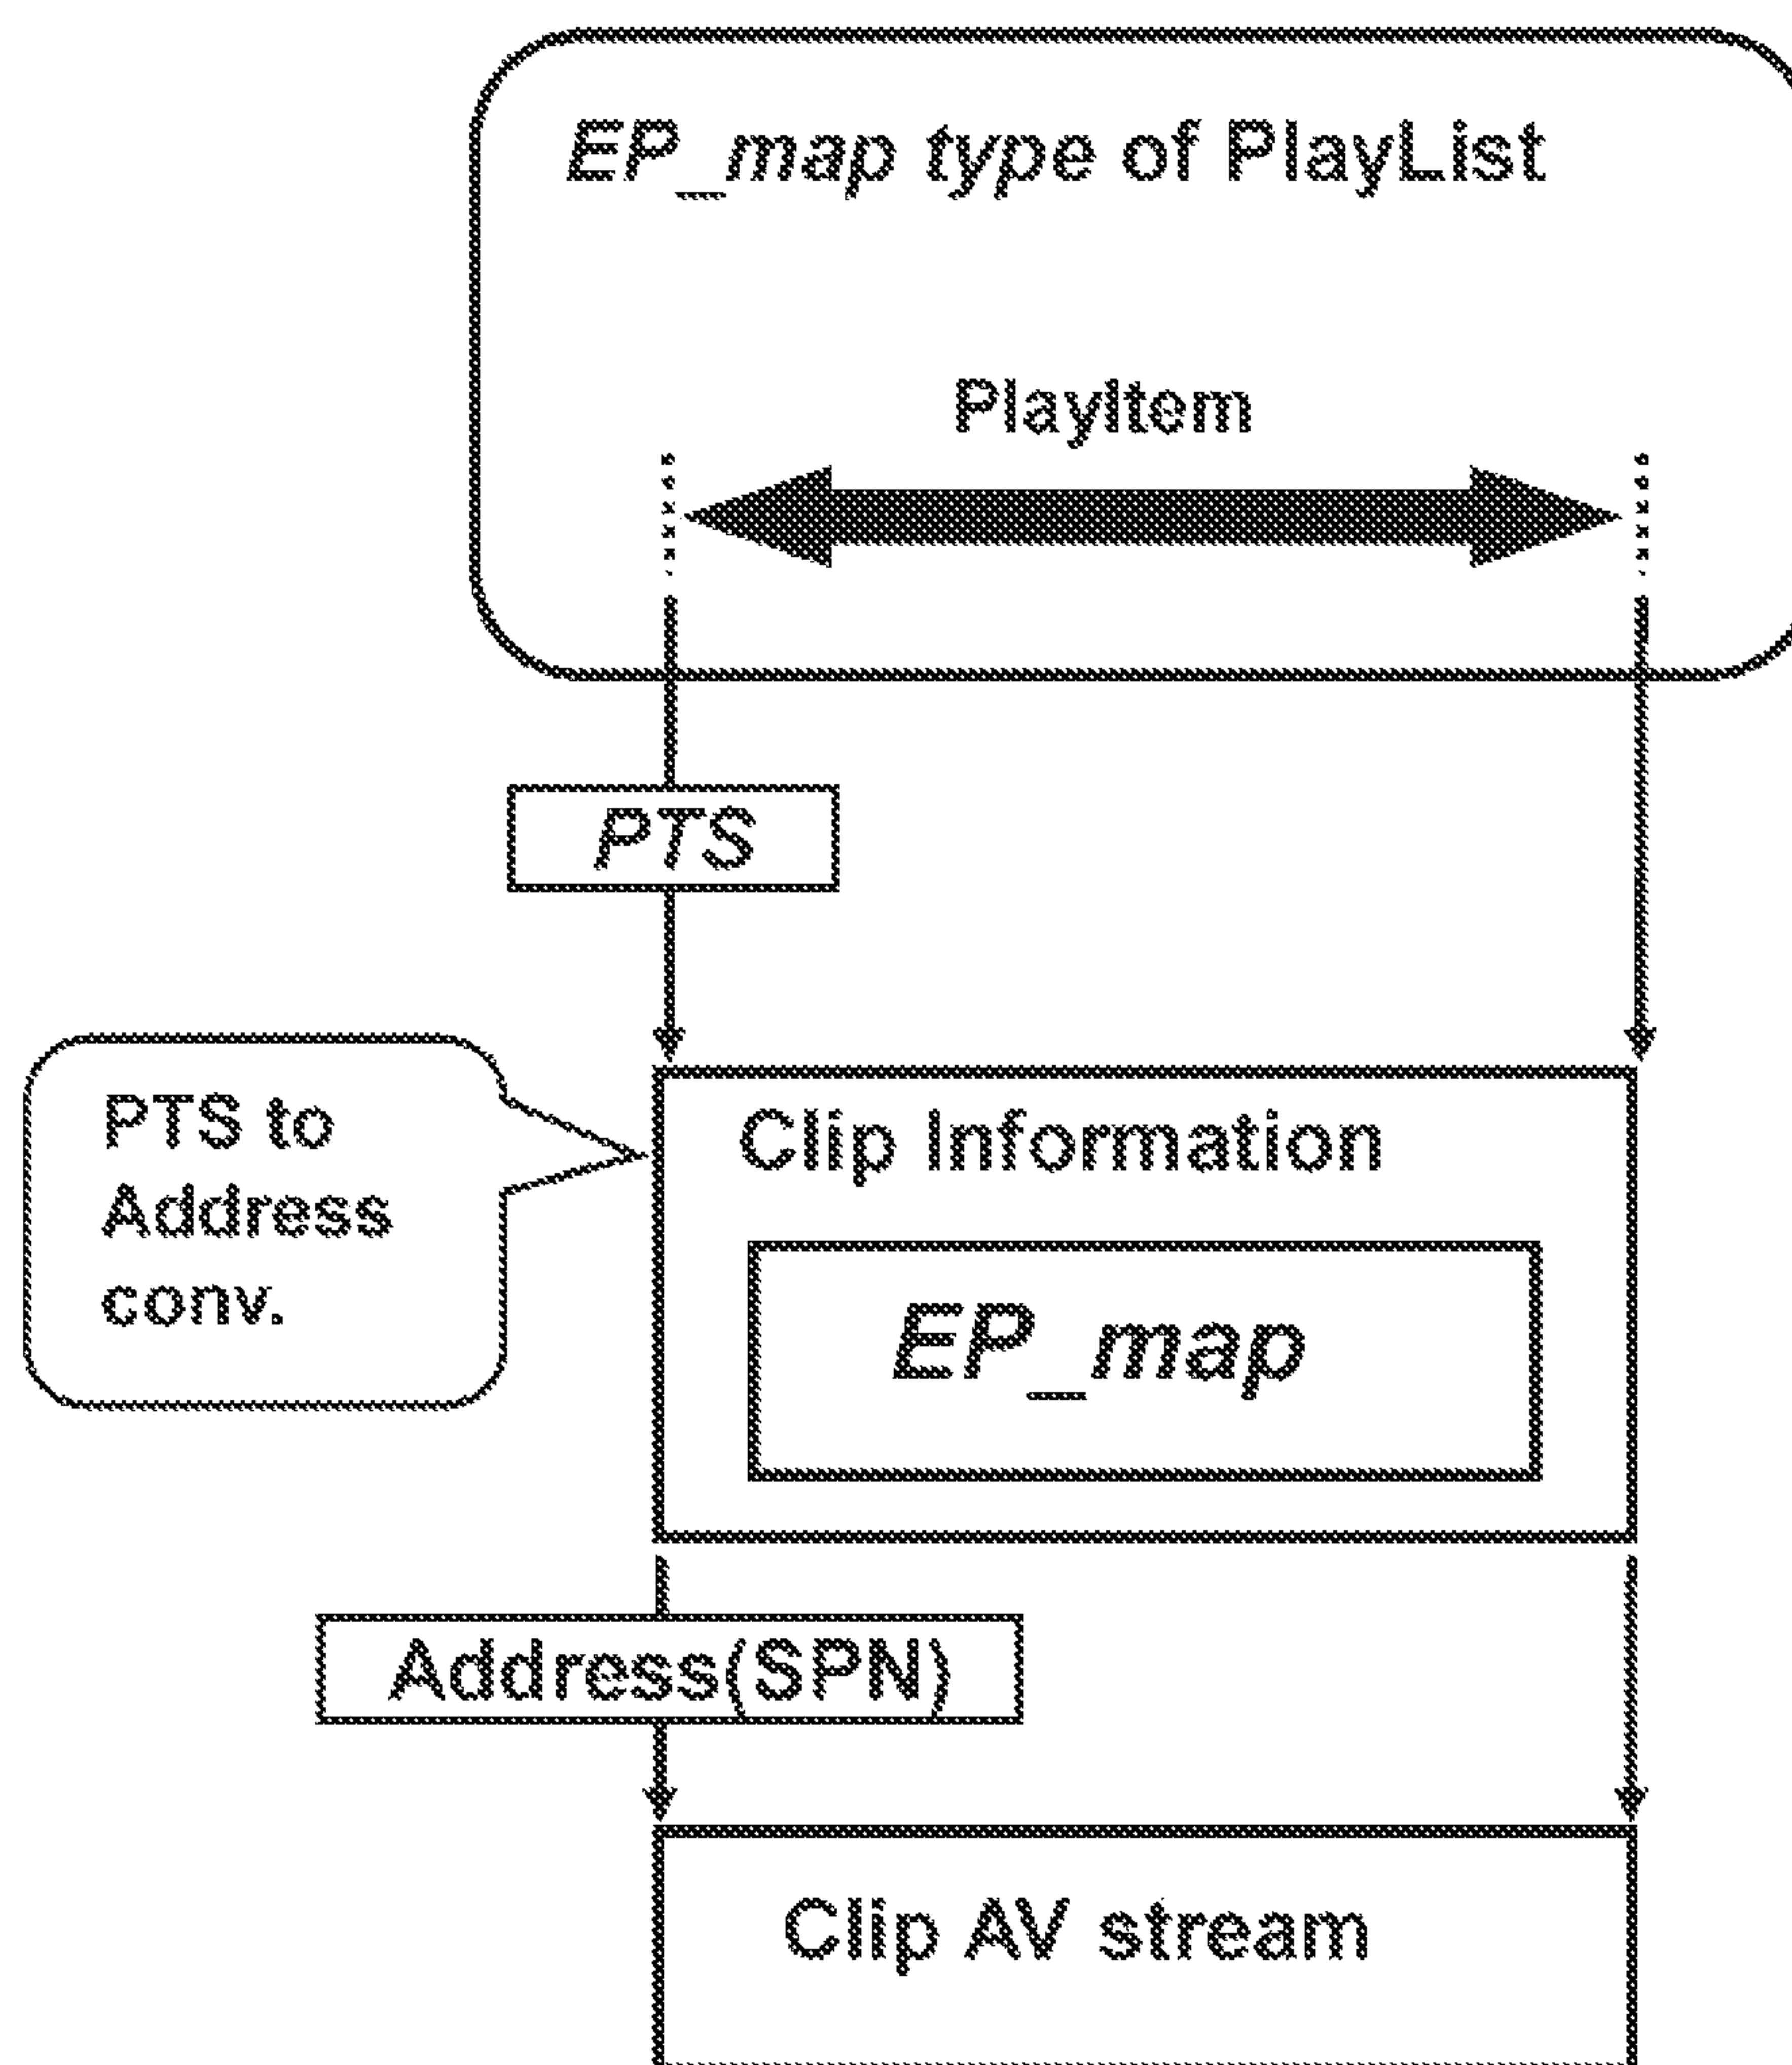 EP_map type of PlayList
PlayItem
PTS
PTS to
Address
conv.
Clip Information
EP_map
Address(SPN)
Clip AV stream